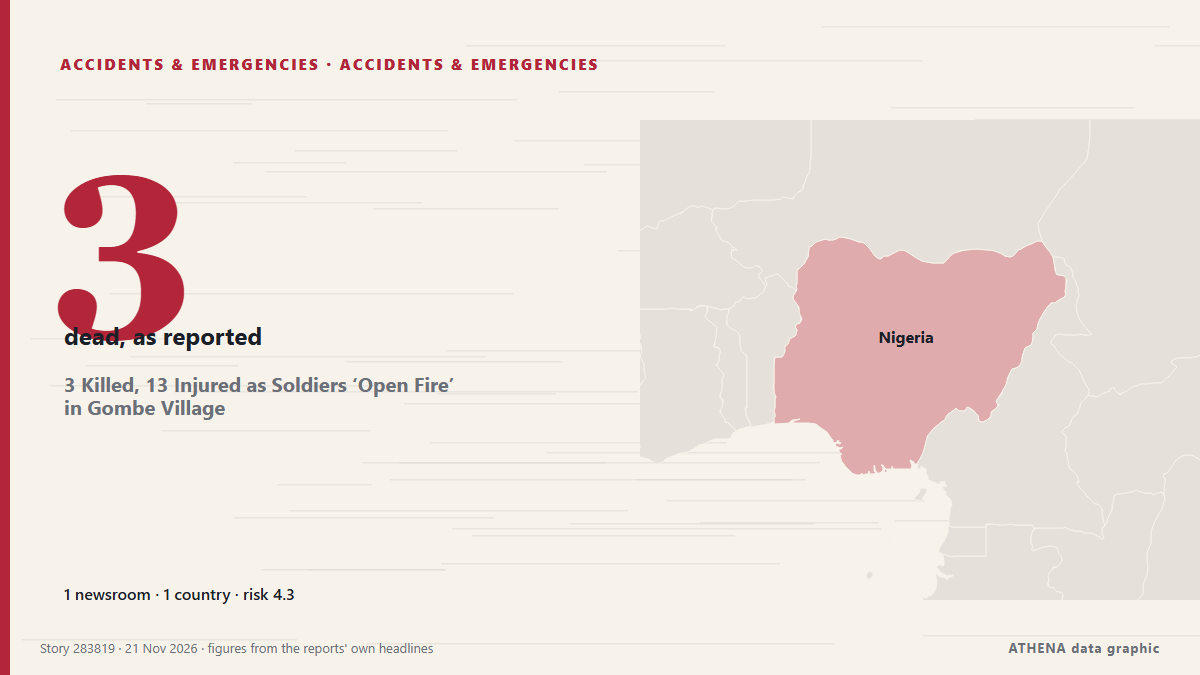 ACCIDENTS & EMERGENCIES · ACCIDENTS & EMERGENCIES
3
dead, as reported
3 Killed, 13 Injured as Soldiers ‘Open Fire’
in Gombe Village
Nigeria
1 newsroom · 1 country · risk 4.3
Story 283819 · 21 Nov 2026 · figures from the reports' own headlines
ATHENA data graphic